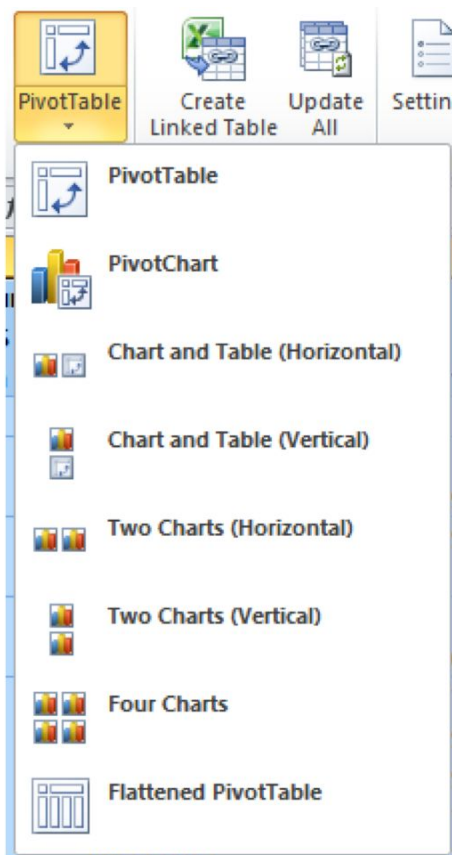 PivotTable
Create
Linked Table
Update
All
PivotTable
PivotChart
Chart and Table (Horizontal)
Chart and Table (Vertical)
Two Charts (Horizontal)
Two Charts (Vertical)
Four Charts
Flattened PivotTable